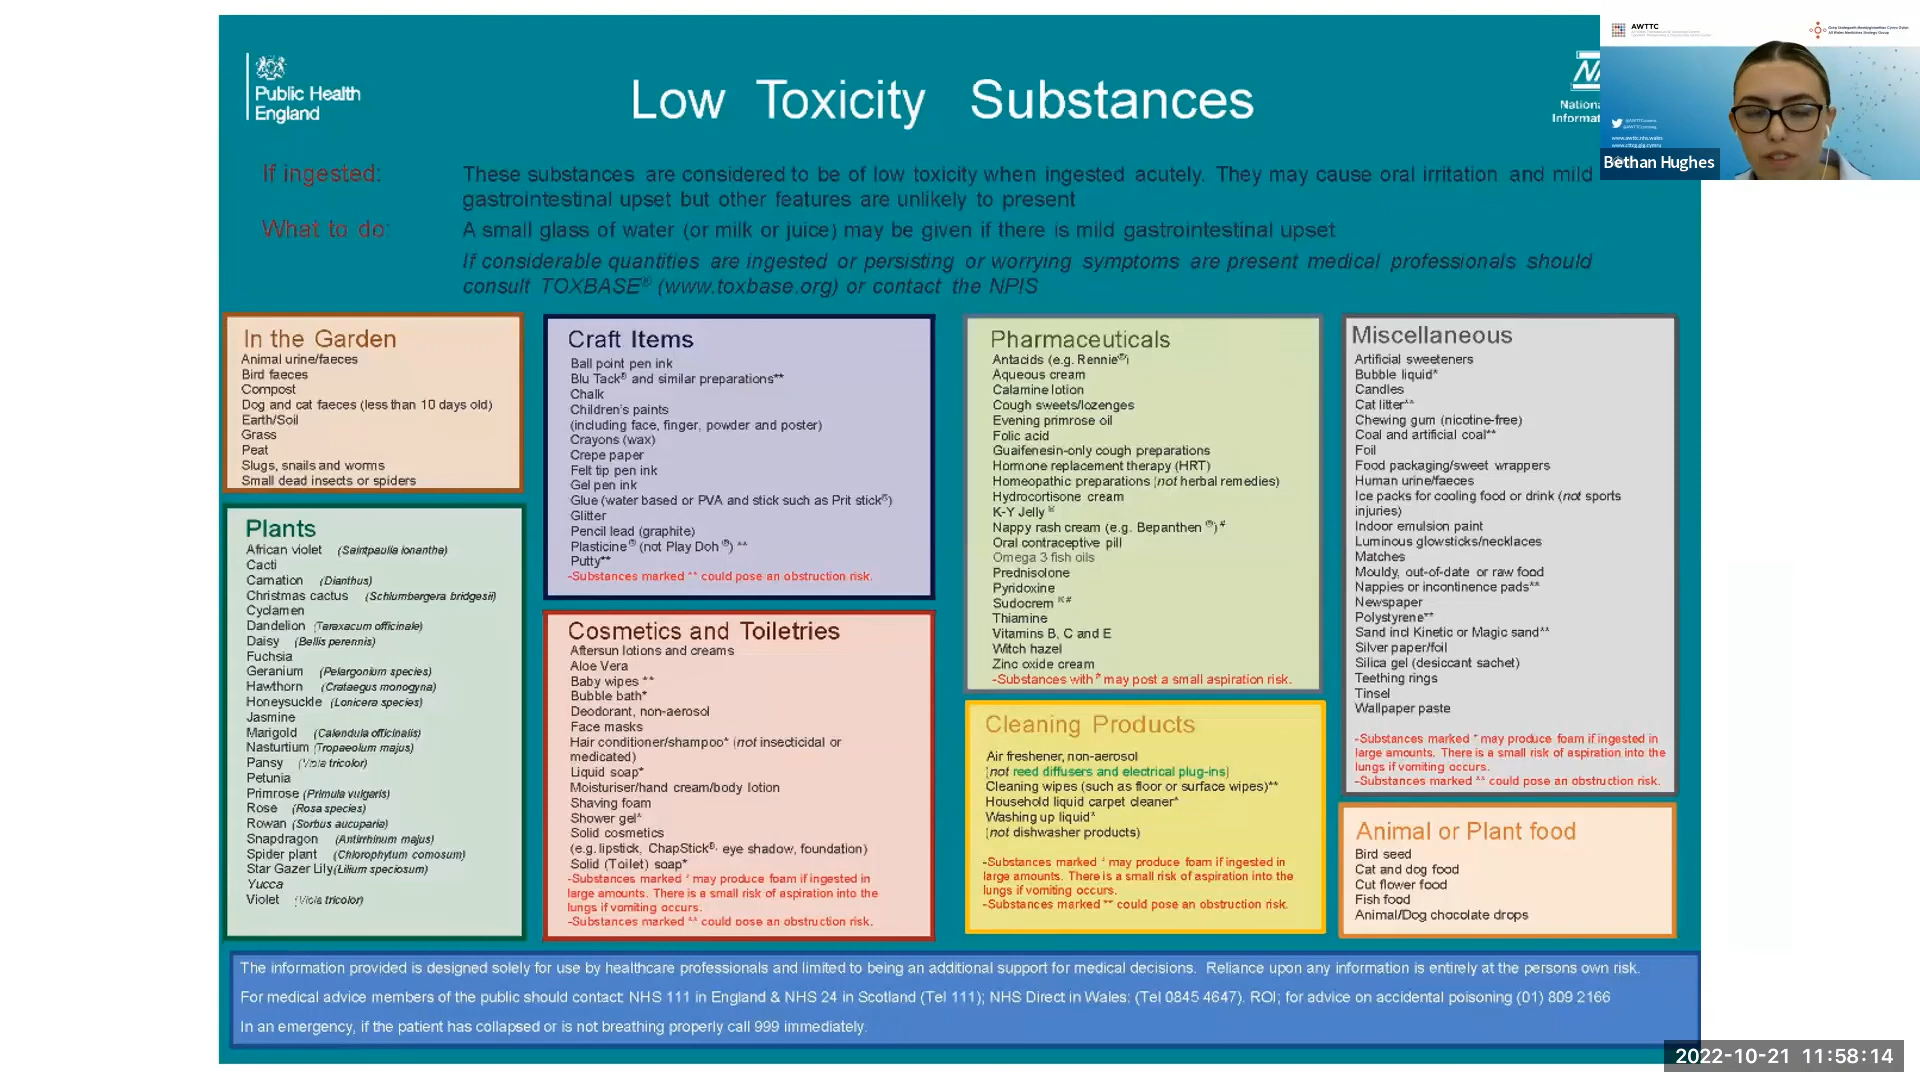 Public Health
England
Low Toxicity Substances
Nationa
Informat
AWTTC
Bethan Hughes
If ingested:
These substances are considered to be of low toxicity when ingested acutely. They may cause oral irritation and mild
gastrointestinal upset but other features are unlikely to present
What to do:
A small glass of water (or milk or juice) may be given if there is mild gastrointestinal upset
If considerable quantities are ingested or persisting or worrying symptoms are present medical professionals should
consult TOXBASE® (www.toxbase.org) or contact the NPIS
In the Garden
Animal urine/faeces
Bird faeces
Compost
Dog and cat faeces (less than 10 days old)
Earth/Soil
Grass
Peat
Slugs, snails and worms
Small dead insects or spiders
Plants
African violet (Saintpaulia ionantha)
Cacti
Carnation (Dianthus)
Christmas cactus (Schlumbergera bridgesii)
Cyclamen
Dandelion (Taraxacum officinale)
Daisy (Bellis perennis)
Fuchsia
Geranium (Pelargonium species)
Hawthorn (Crataegus monogyna)
Honeysuckle (Lonicera species)
Jasmine
Marigold (Calendula officinalis)
Nasturtium (Tropaeolum majus)
Pansy (Viola tricolor)
Petunia
Primrose (Primula vulgaris)
Rose (Rosa species)
Rowan (Sorbus aucuparia)
Snapdragon (Antirrhinum majus)
Spider plant (Chlorophytum comosum)
Star Gazer Lily(Lilium speciosum)
Yucca
Violet (Viola tricolor)
Craft Items
Ball point pen ink
Blu Tack® and similar preparations**
Chalk
Children's paints
(including face, finger, powder and poster)
Crayons (wax)
Crepe paper
Felt tip pen ink
Gel pen ink
Glue (water based or PVA and stick such as Prit stick®)
Glitter
Pencil lead (graphite)
Plasticine® (not Play Doh®) **
Putty**
-Substances marked ** could pose an obstruction risk.
Cosmetics and Toiletries
Aftersun lotions and creams
Aloe Vera
Baby wipes **
Bubble bath*
Deodorant, non-aerosol
Face masks
Hair conditioner/shampoo* (not insecticidal or
medicated)
Liquid soap*
Moisturiser/hand cream/body lotion
Shaving foam
Shower gel*
Solid cosmetics
(e.g. lipstick, ChapStick®, eye shadow, foundation)
Solid (Toilet) soap*
-Substances marked * may produce foam if ingested in
large amounts. There is a small risk of aspiration into the
lungs if vomiting occurs.
-Substances marked ** could pose an obstruction risk.
Pharmaceuticals
Antacids (e.g. Rennie®)
Aqueous cream
Calamine lotion
Cough sweets/lozenges
Evening primrose oil
Folic acid
Guaifenesin-only cough preparations
Hormone replacement therapy (HRT)
Homeopathic preparations (not herbal remedies)
Hydrocortisone cream
K-Y Jelly ®
Nappy rash cream (e.g. Bepanthen ®)#
Oral contraceptive pill
Omega 3 fish oils
Prednisolone
Pyridoxine
Sudocrem ®#
Thiamine
Vitamins B, C and E
Witch hazel
Zinc oxide cream
-Substances with # may post a small aspiration risk.
Cleaning Products
Air freshener, non-aerosol
(not reed diffusers and electrical plug-ins)
Cleaning wipes (such as floor or surface wipes)**
Household liquid carpet cleaner*
Washing up liquid*
(not dishwasher products)
-Substances marked * may produce foam if ingested in
large amounts. There is a small risk of aspiration into the
lungs if vomiting occurs.
-Substances marked ** could pose an obstruction risk.
Miscellaneous
Artificial sweeteners
Bubble liquid*
Candles
Cat litter**
Chewing gum (nicotine-free)
Coal and artificial coal**
Foil
Food packaging/sweet wrappers
Human urine/faeces
Ice packs for cooling food or drink (not sports
injuries)
Indoor emulsion paint
Luminous glowsticks/necklaces
Matches
Mouldy, out-of-date or raw food
Nappies or incontinence pads**
Newspaper
Polystyrene**
Sand incl Kinetic or Magic sand**
Silver paper/foil
Silica gel (desiccant sachet)
Teething rings
Tinsel
Wallpaper paste
-Substances marked * may produce foam if ingested in
large amounts. There is a small risk of aspiration into the
lungs if vomiting occurs.
-Substances marked ** could pose an obstruction risk.
Animal or Plant food
Bird seed
Cat and dog food
Cut flower food
Fish food
Animal/Dog chocolate drops
The information provided is designed solely for use by healthcare professionals and limited to being an additional support for medical decisions. Reliance upon any information is entirely at the persons own risk.
For medical advice members of the public should contact: NHS 111 in England & NHS 24 in Scotland (Tel 111); NHS Direct in Wales: (Tel 0845 4647). ROI; for advice on accidental poisoning (01) 809 2166
In an emergency, if the patient has collapsed or is not breathing properly call 999 immediately.
2022-10-21 11:58:14